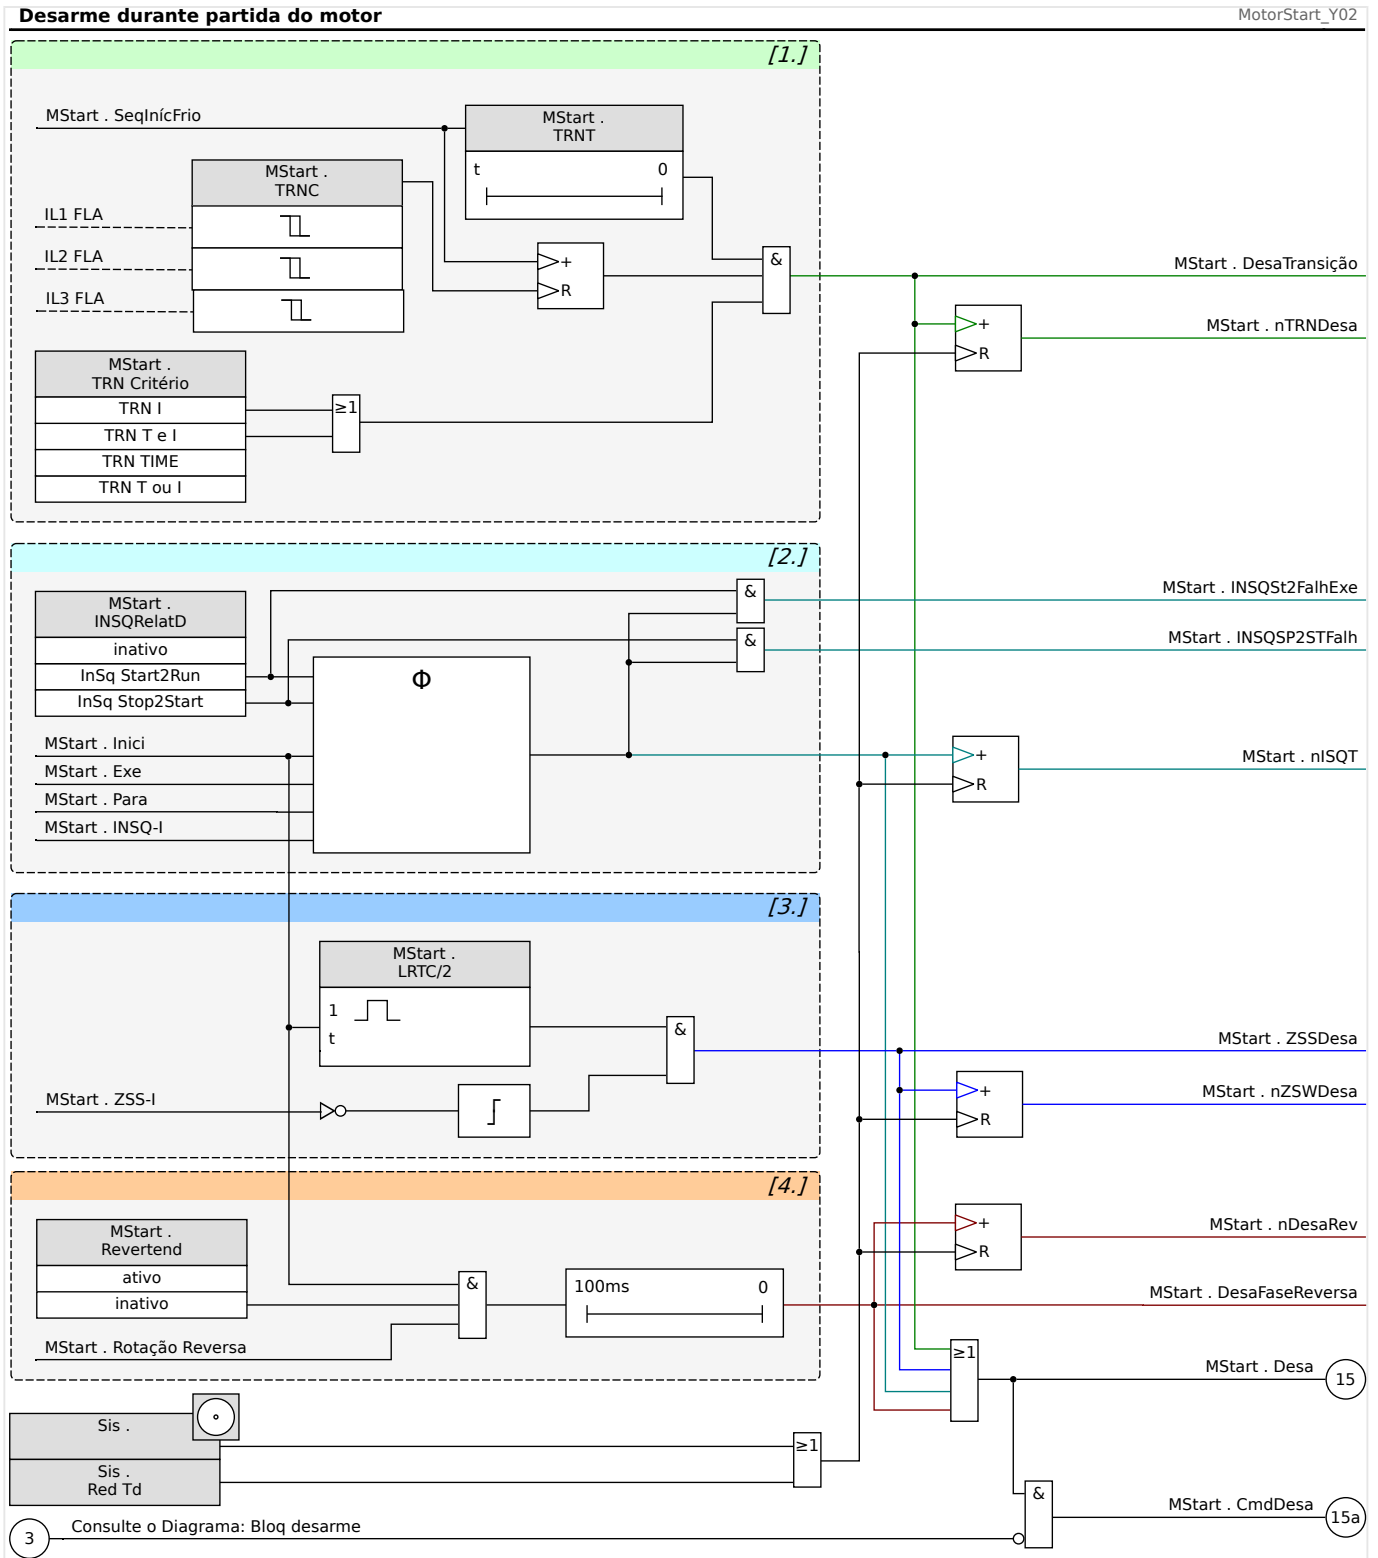 Desarme durante partida do motor
MotorStart_Y02
[1.]
MStart . SeqInícFrio
MStart .
TRNT
t
0
MStart .
TRNC
IL1 FLA
IL2 FLA
IL3 FLA
+
R
&
MStart . DesaTransição
+
R
MStart . nTRNDesa
MStart .
TRN Critério
TRN I
TRN T e I
TRN TIME
TRN T ou I
≥1
[2.]
MStart .
INSQRelatD
inativo
InSq Start2Run
InSq Stop2Start
Φ
&
&
MStart . INSQSt2FalhExe
MStart . INSQSP2STFalh
MStart . Inici
MStart . Exe
MStart . Para
MStart . INSQ-I
+
R
MStart . nISQT
[3.]
MStart .
LRTC/2
1
t
&
MStart . ZSS-I
MStart . ZSSDesa
+
R
MStart . nZSWDesa
[4.]
MStart .
Revertend
ativo
inativo
MStart . Rotação Reversa
&
100ms
0
+
R
MStart . nDesaRev
MStart . DesaFaseReversa
≥1
MStart . Desa
15
Sis .
Sis .
Red Td
≥1
&
MStart . CmdDesa
15a
3
Consulte o Diagrama: Bloq desarme